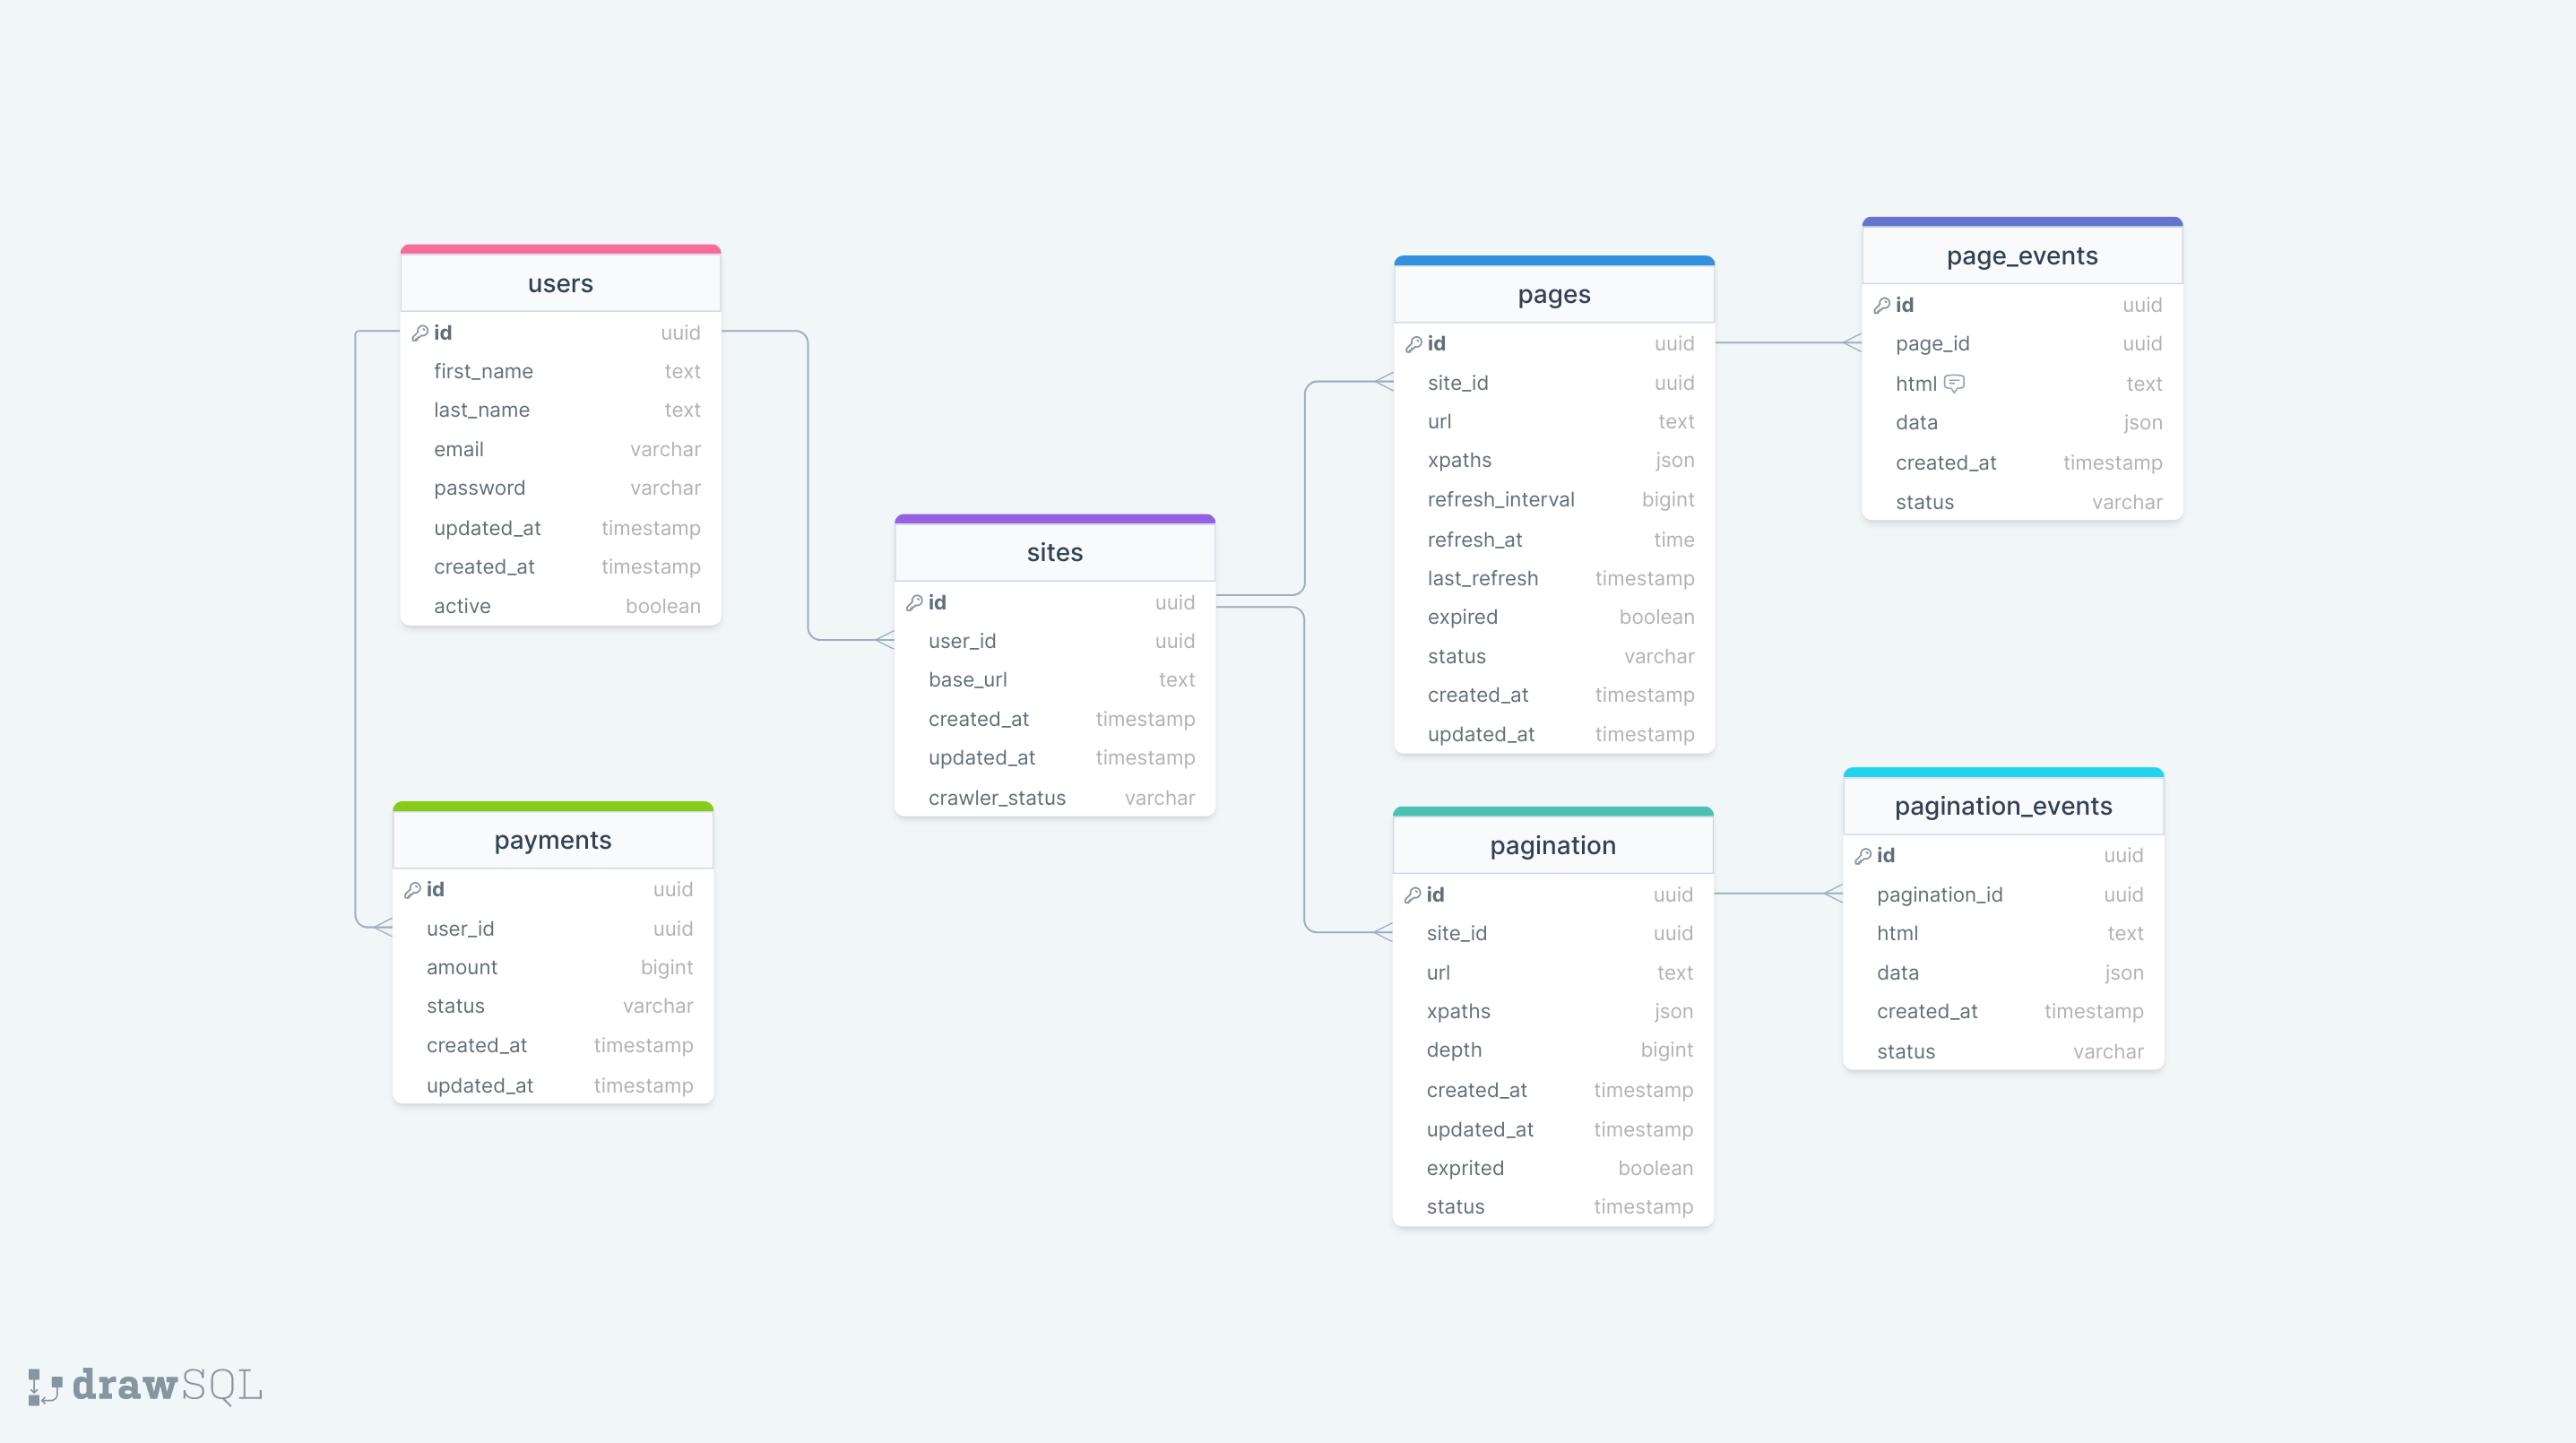 users
id uuid
first_name text
last_name text
email varchar
password varchar
updated_at timestamp
created_at timestamp
active boolean
payments
id uuid
user_id uuid
amount bigint
status varchar
created_at timestamp
updated_at timestamp
sites
id uuid
user_id uuid
base_url text
created_at timestamp
updated_at timestamp
crawler_status varchar
pages
id uuid
site_id uuid
url text
xpaths json
refresh_interval bigint
refresh_at time
last_refresh timestamp
expired boolean
status varchar
created_at timestamp
updated_at timestamp
pagination
id uuid
site_id uuid
url text
xpaths json
depth bigint
created_at timestamp
updated_at timestamp
exprited boolean
status timestamp
page_events
id uuid
page_id uuid
html text
data json
created_at timestamp
status varchar
pagination_events
id uuid
pagination_id uuid
html text
data json
created_at timestamp
status varchar
drawSQL